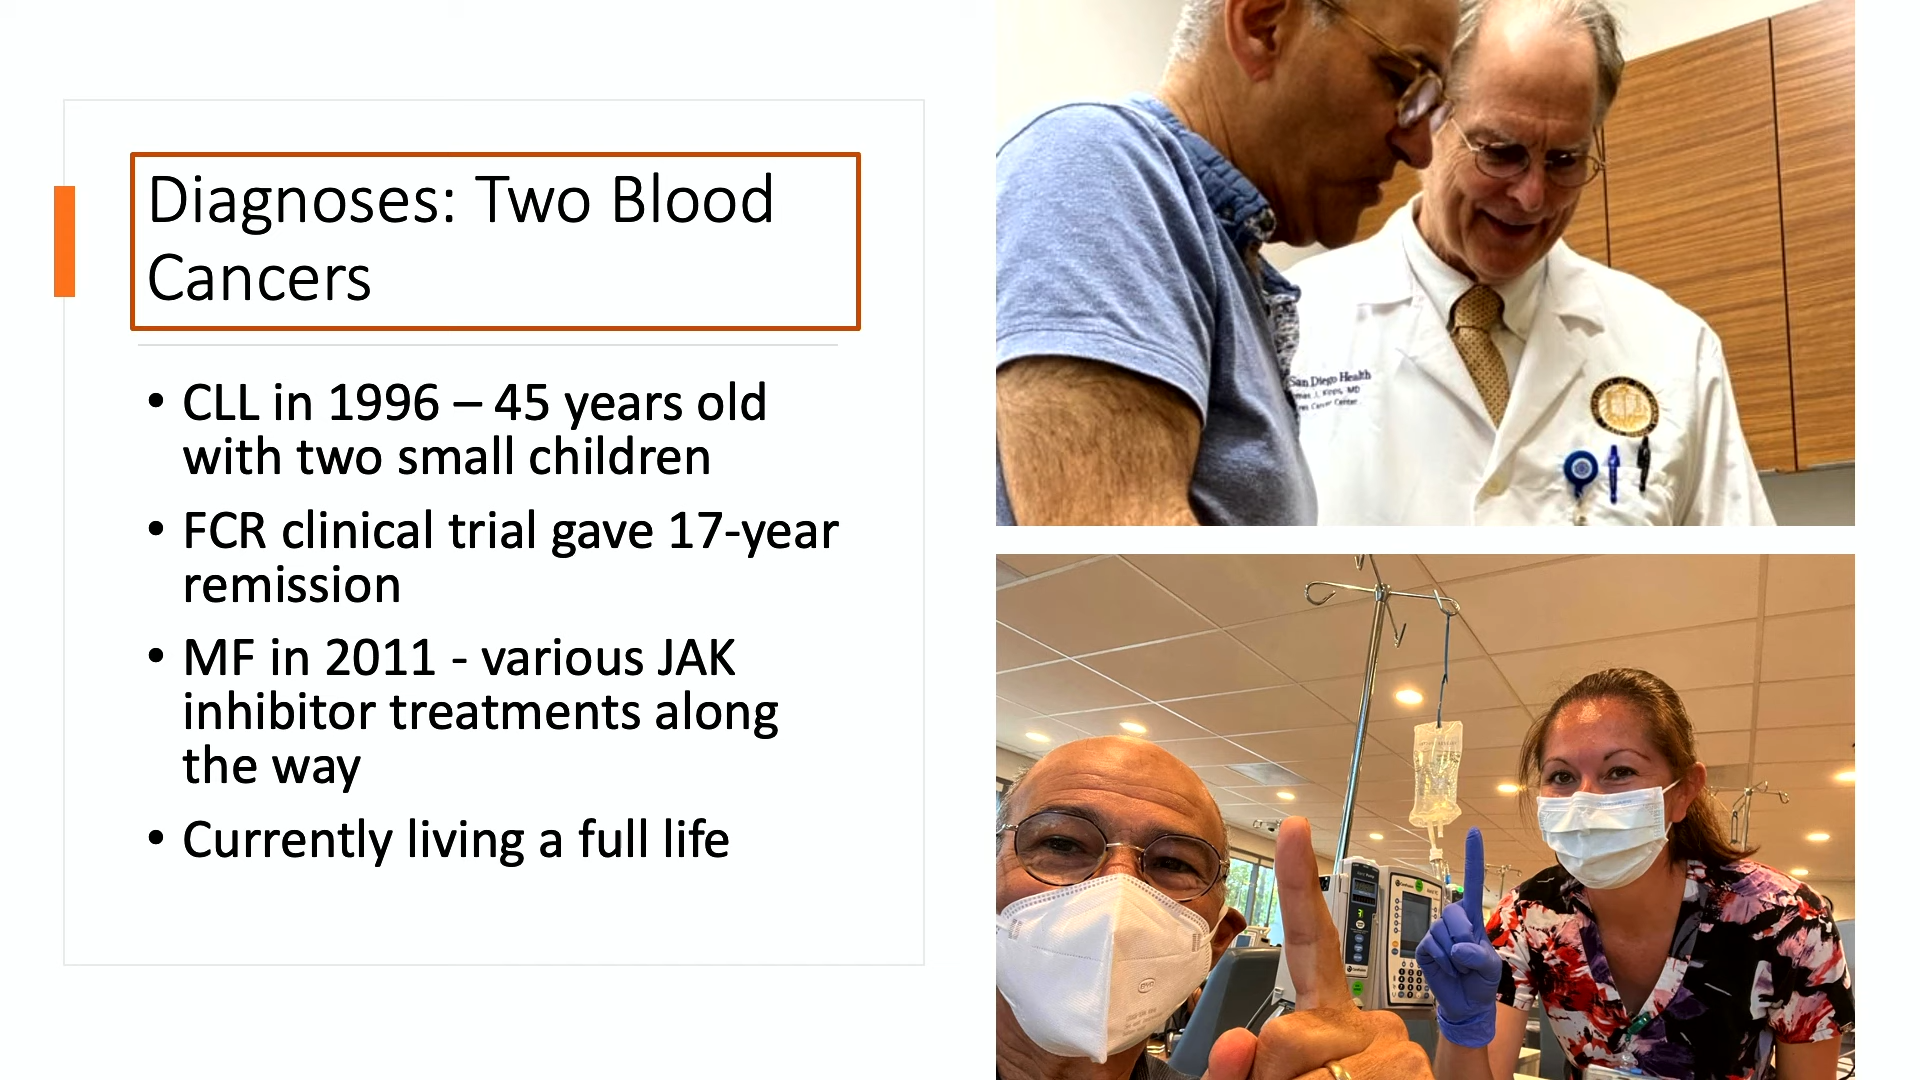 Diagnoses: Two Blood
Cancers
• CLL in 1996 – 45 years old
with two small children
• FCR clinical trial gave 17-year
remission
• MF in 2011 - various JAK
inhibitor treatments along
the way
• Currently living a full life
San Diego Health